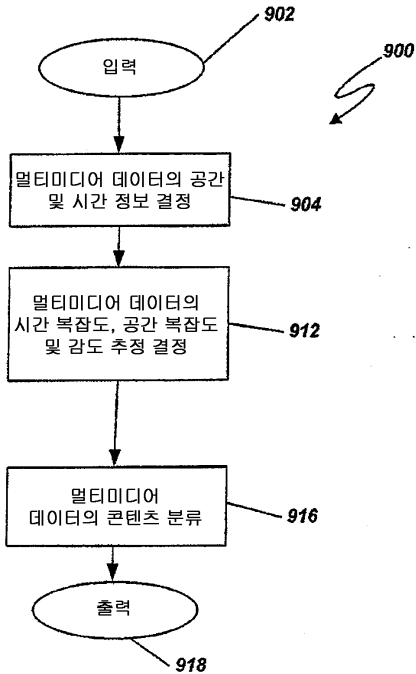 902
입력
900
멀티미디어 데이터의 공간
및 시간 정보 결정
904
멀티미디어 데이터의
시간 복잡도, 공간 복잡도
및 감도 추정 결정
912
멀티미디어
데이터의 콘텐츠 분류
916
출력
918